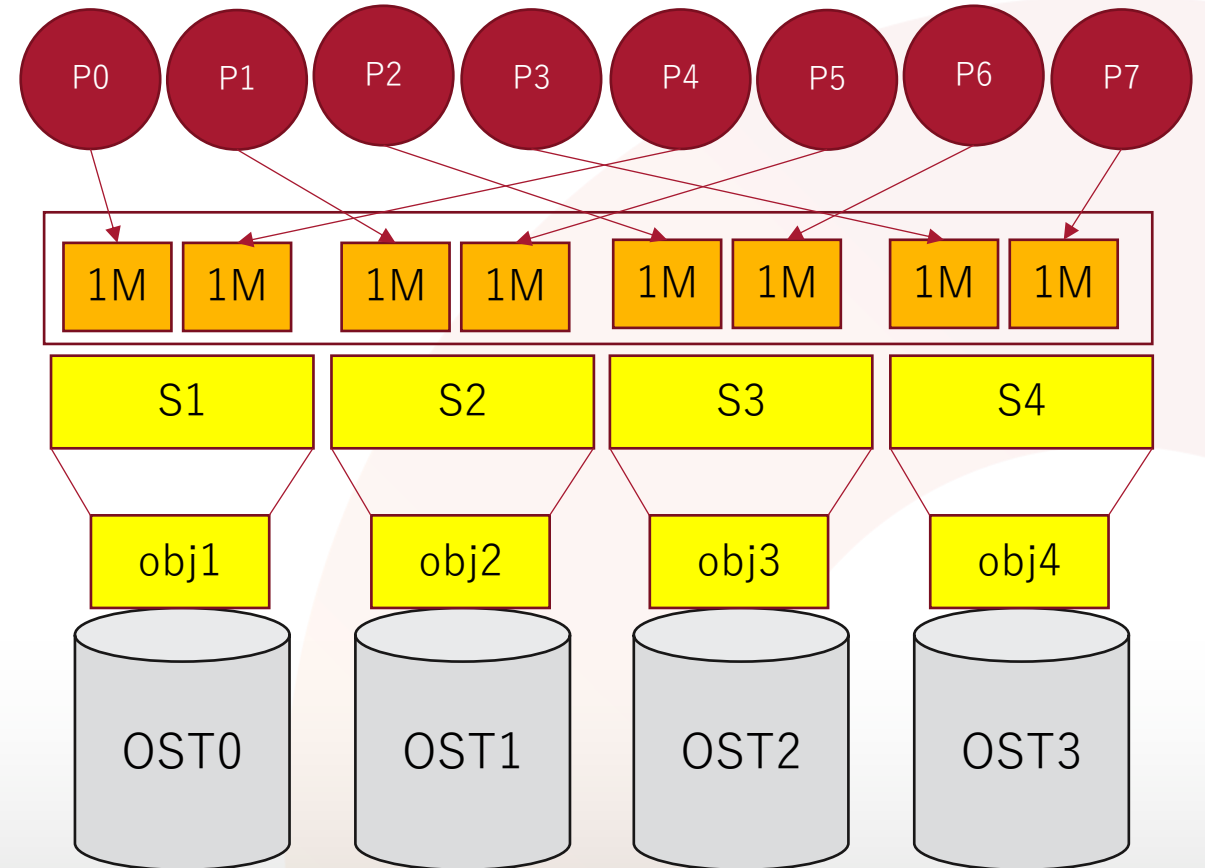 P0 P1 P2 P3 P4 P5 P6 P7
1M 1M 1M 1M 1M 1M 1M 1M
S1 S2 S3 S4
obj1 obj2 obj3 obj4
OST0 OST1 OST2 OST3